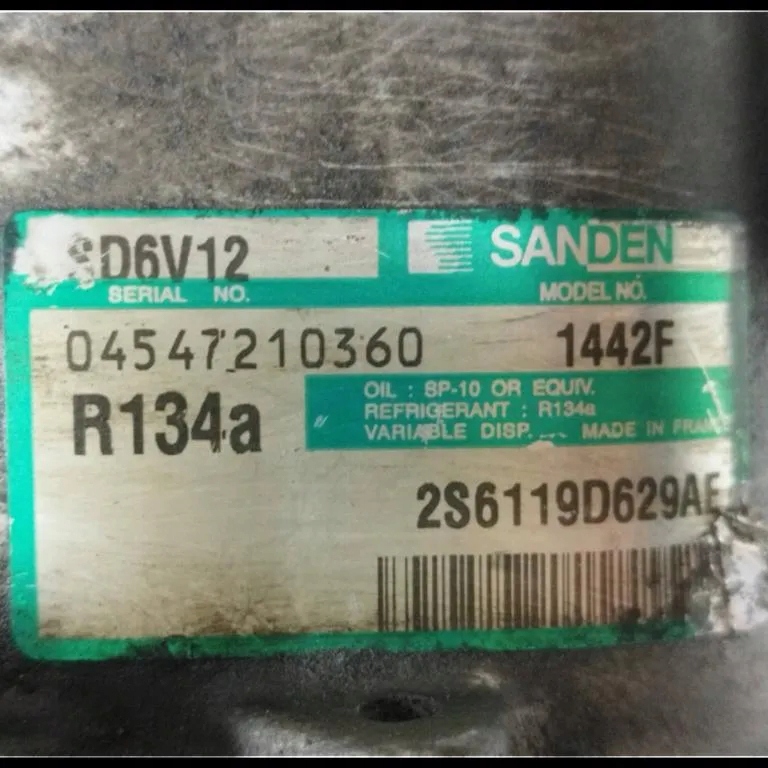 SD6V12 SANDEN
SERIAL NO. MODEL NO.
04547210360 1442F
R134a
OIL : SP-10 OR EQUIV.
REFRIGERANT : R134a
VARIABLE DISP. MADE IN
2S6119D629AE